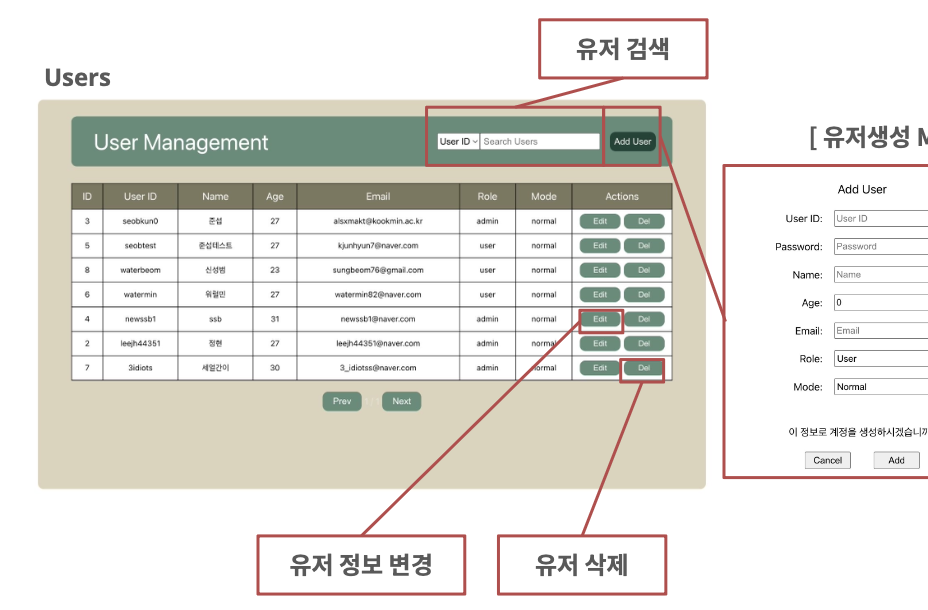 유저 검색
Users
[ 유저생성 M
User Management
User ID Search Users Add User
ID User ID Name Age Email Role Mode Actions
3 seobkun0 준섭 27 alsxmakt@kookmin.ac.kr admin normal Edit Del
5 seobtest 준섭테스트 27 kjunhyun7@naver.com user normal Edit Del
8 waterbeom 신성범 23 sungbeom76@gmail.com user normal Edit Del
6 watermin 워털민 27 watermin82@naver.com user normal Edit Del
4 newssb1 ssb 31 newssb1@naver.com admin normal Edit Del
2 leejh44351 정현 27 leejh44351@naver.com admin normal Edit Del
7 3idiots 세얼간이 30 3_idiotss@naver.com admin normal Edit Del
Prev Next
Add User
User ID: User ID
Password: Password
Name: Name
Age: 0
Email: Email
Role: User
Mode: Normal
이 정보로 계정을 생성하시겠습니까
Cancel Add
유저 정보 변경
유저 삭제